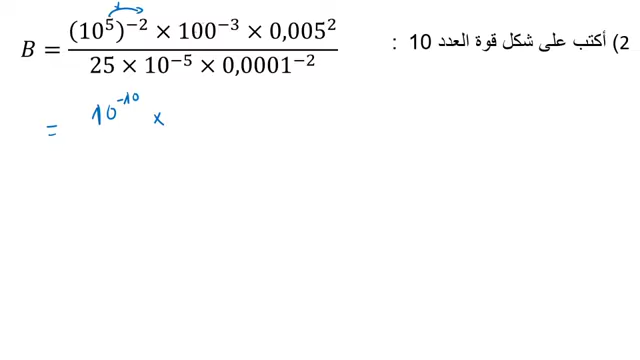 2) أكتب على شكل قوة العدد 10 :
B = \frac{(10^5)^{-2} × 100^{-3} × 0,005^2}{25 × 10^{-5} × 0,0001^{-2}}
= 10^{-10} ×